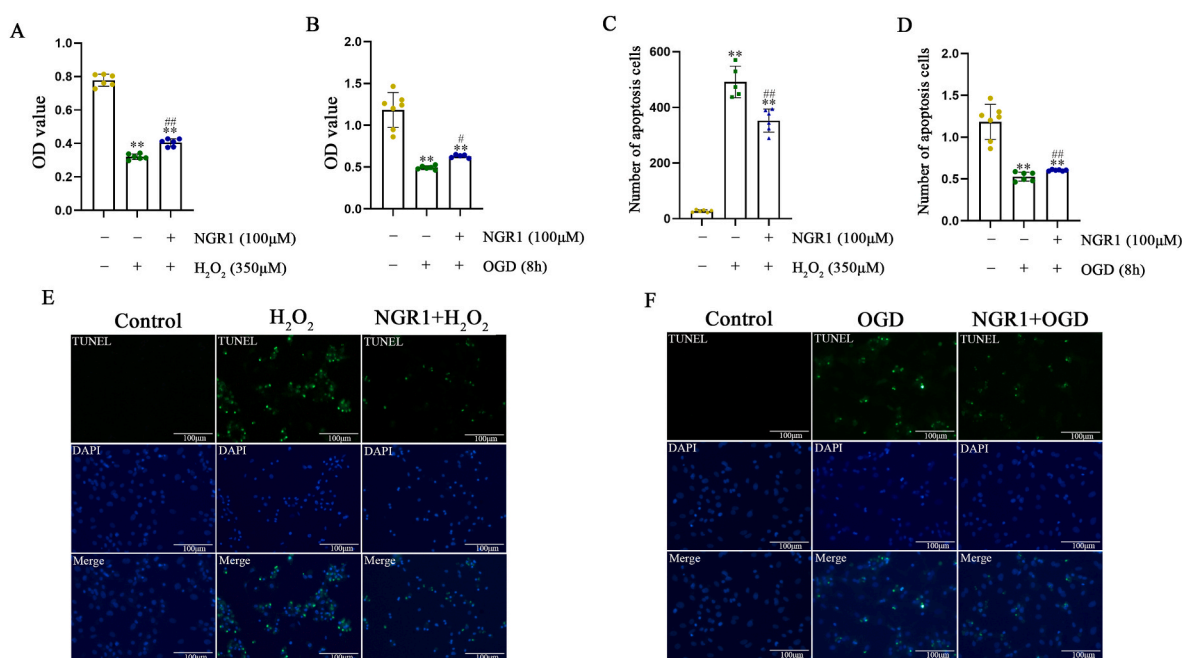 A
OD value
1.0
0.8
0.6
0.4
0.2
0.0
**
##
**
− − + NGR1 (100μM)
− + + H₂O₂ (350μM)
B
OD value
2.0
1.5
1.0
0.5
0.0
**
#
**
− − + NGR1 (100μM)
− + + OGD (8h)
C
Number of apoptosis cells
600
400
200
0
**
##
**
− − + NGR1 (100μM)
− + + H₂O₂ (350μM)
D
Number of apoptosis cells
2.0
1.5
1.0
0.5
0.0
**
##
**
− − + NGR1 (100μM)
− + + OGD (8h)
E
Control H₂O₂ NGR1+H₂O₂
TUNEL TUNEL TUNEL
100μm 100μm 100μm
DAPI DAPI DAPI
100μm 100μm 100μm
Merge Merge Merge
100μm 100μm 100μm
F
Control OGD NGR1+OGD
TUNEL TUNEL TUNEL
100μm 100μm 100μm
DAPI DAPI DAPI
100μm 100μm 100μm
Merge Merge Merge
100μm 100μm 100μm